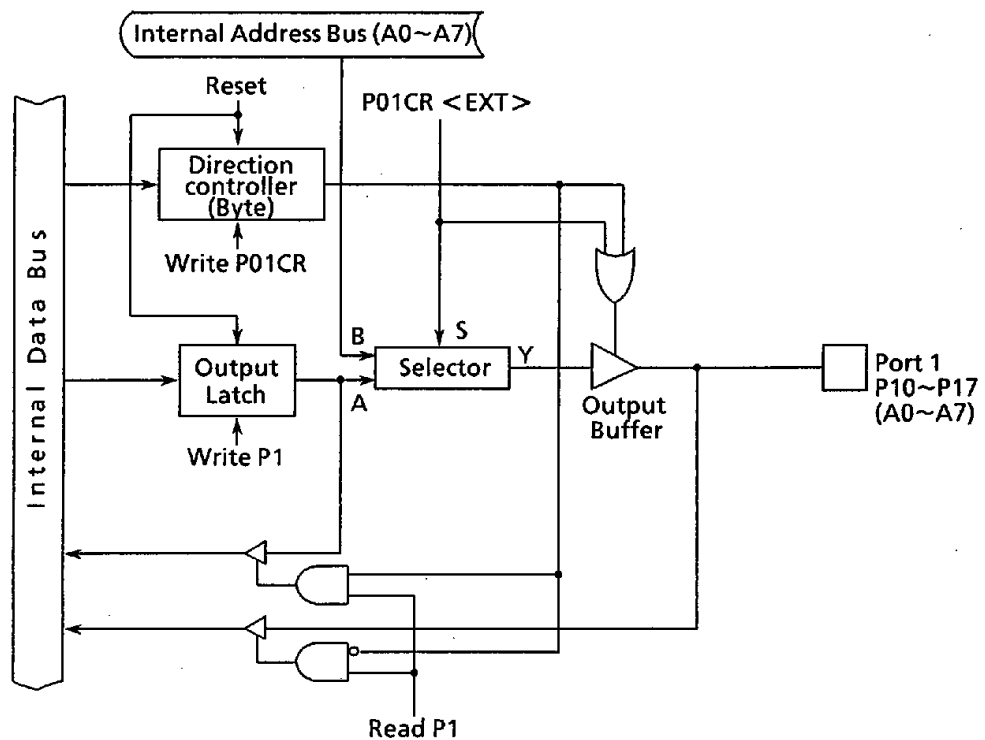 Internal Address Bus (A0~A7)
Reset
P01CR <EXT>
Direction
controller
(Byte)
Write P01CR
Internal Data Bus
B
S
Output
Latch
A
Selector
Y
Output
Buffer
Port 1
P10~P17
(A0~A7)
Write P1
Read P1